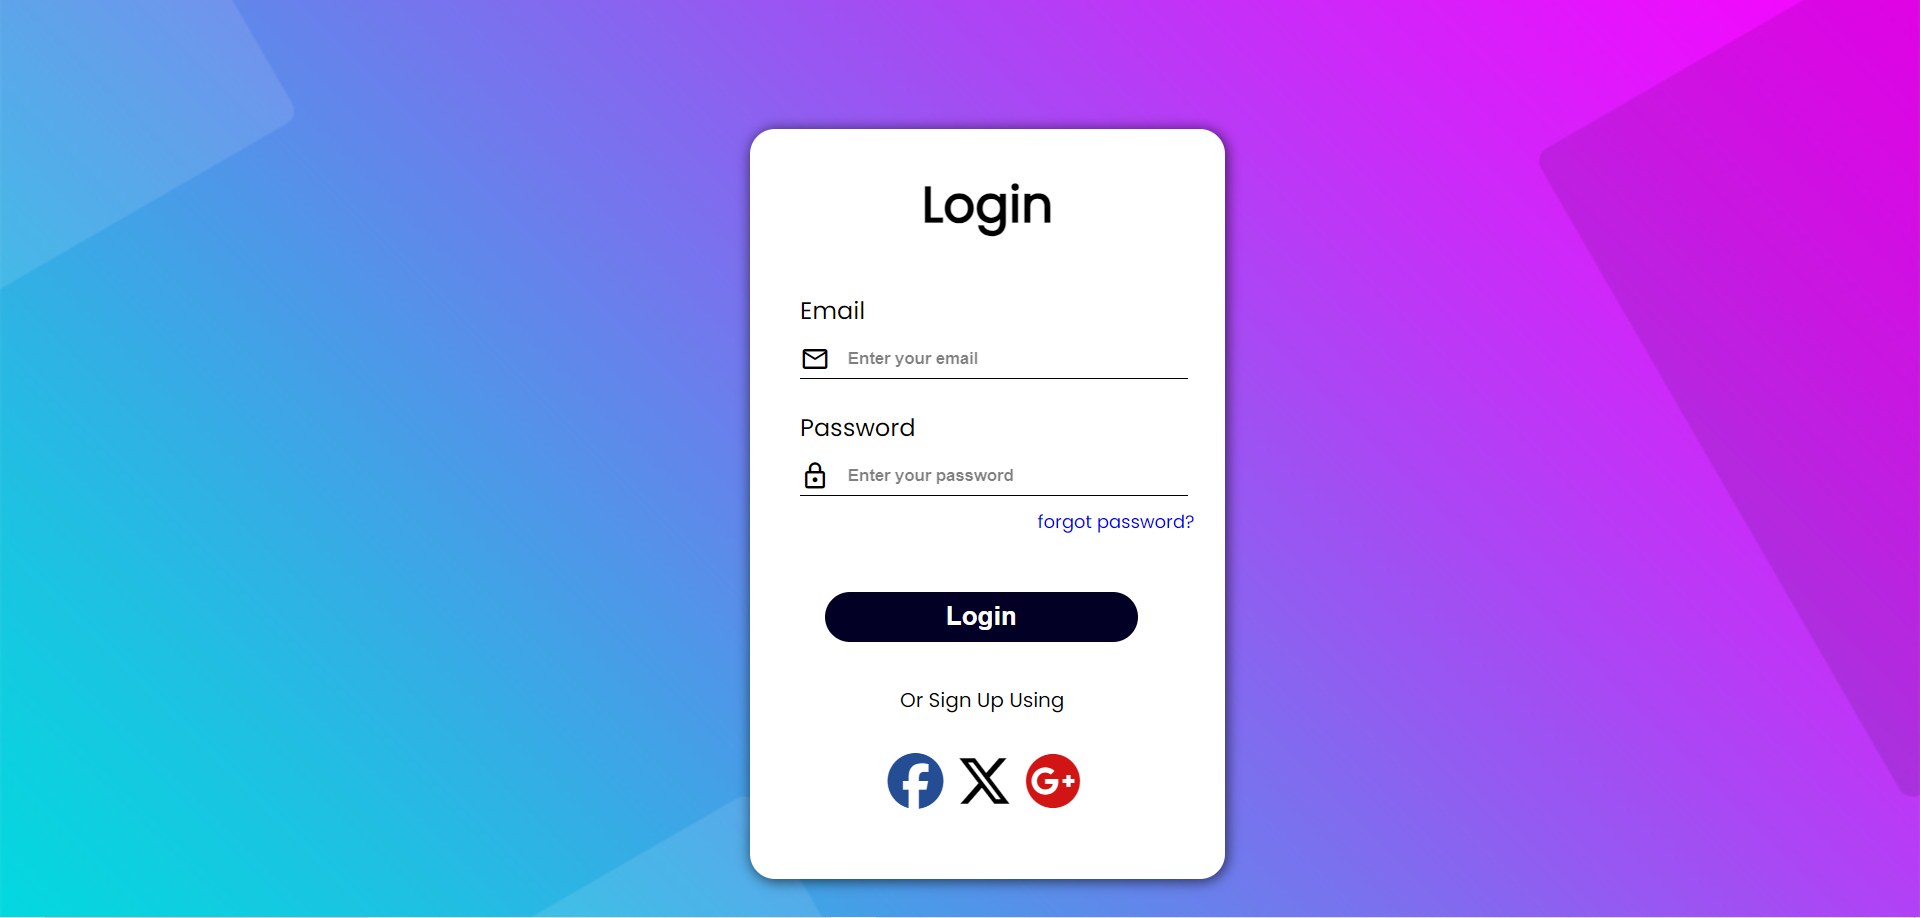 Login
Email
Enter your email
Password
Enter your password
forgot password?
Login
Or Sign Up Using
f X G+